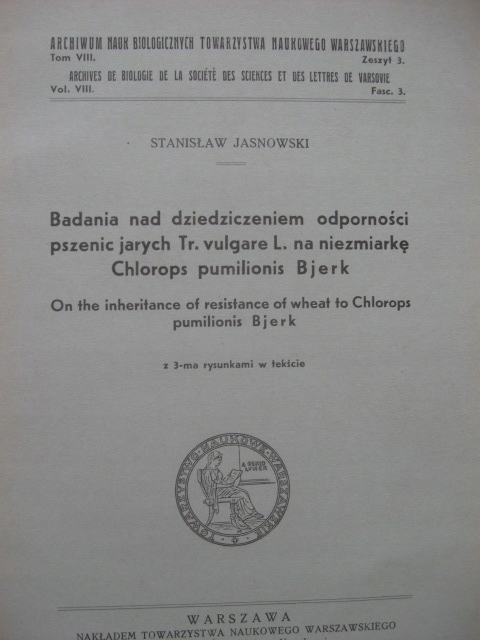 ARCHIWUM NAUK BIOLOGICZNYCH TOWARZYSTWA NAUKOWEGO WARSZAWSKIEGO
Tom VIII. Zeszyt 3.
ARCHIVES DE BIOLOGIE DE LA SOCIÉTÉ DES SCIENCES ET DES LETTRES DE VARSOVIE
Vol. VIII. Fasc. 3.
STANISŁAW JASNOWSKI
Badania nad dziedziczeniem odporności
pszenic jarych Tr. vulgare L. na niezmiarkę
Chlorops pumilionis Bjerk
On the inheritance of resistance of wheat to Chlorops
pumilionis Bjerk
z 3-ma rysunkami w tekście
TOWARZYSTWO·NAUKOWE·WARSZAWSKIE
WARSZAWA
NAKŁADEM TOWARZYSTWA NAUKOWEGO WARSZAWSKIEGO